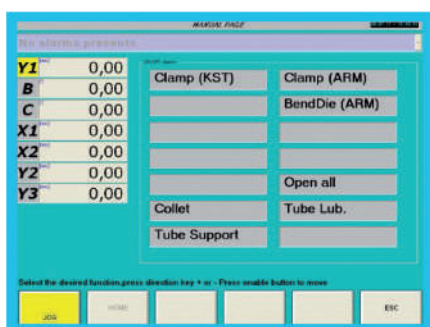 MANUAL PAGE
No alarms presents
Y1 0,00
B 0,00
C 0,00
X1 0,00
X2 0,00
Y2 0,00
Y3 0,00
Clamp (KST) Clamp (ARM)
BendDie (ARM)
Open all
Collet Tube Lub.
Tube Support
Select the desired function,press direction key + or - Press enable button to move
JOG HOME ESC